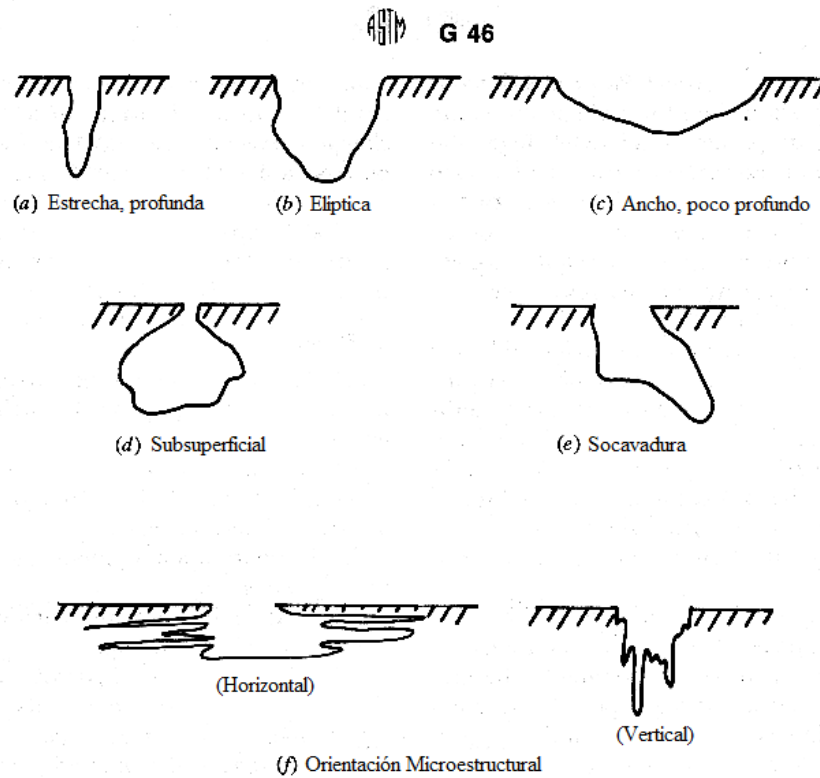 ASTM G 46
(a) Estrecha, profunda
(b) Elíptica
(c) Ancho, poco profundo
(d) Subsuperficial
(e) Socavadura
(Horizontal)
(Vertical)
(f) Orientación Microestructural